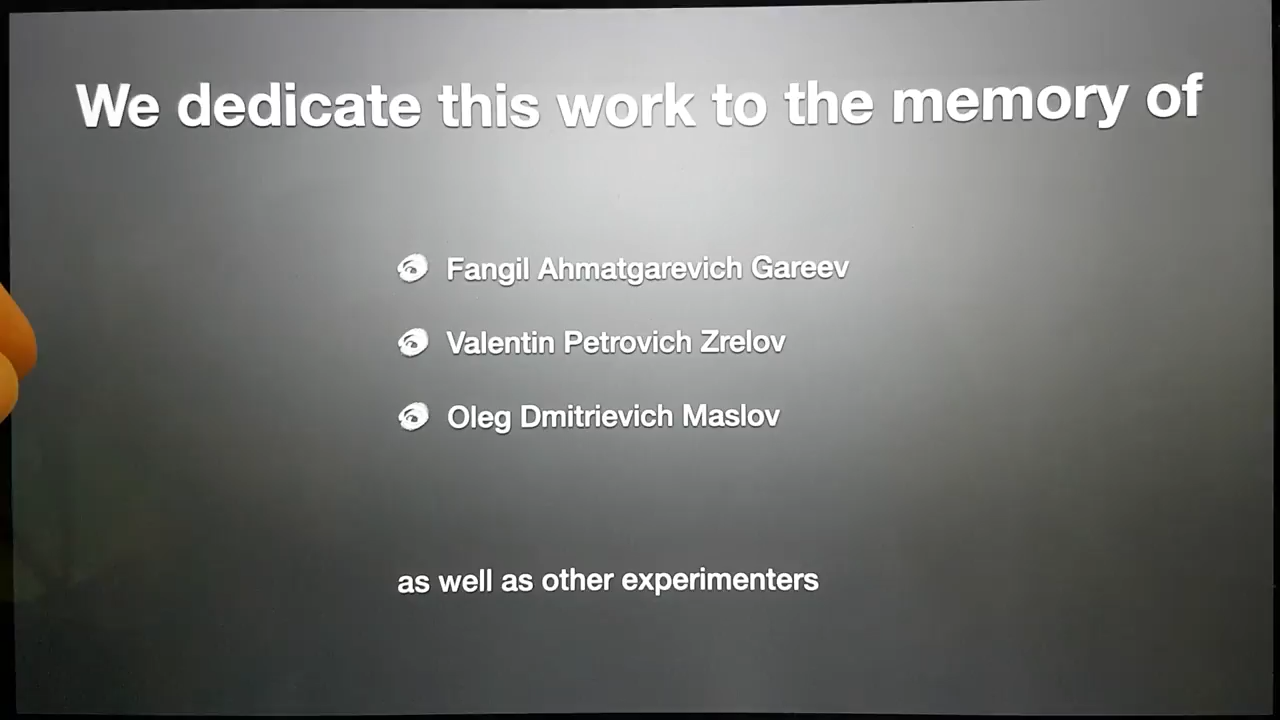 We dedicate this work to the memory of
Fangil Ahmatgarevich Gareev
Valentin Petrovich Zrelov
Oleg Dmitrievich Maslov
as well as other experimenters